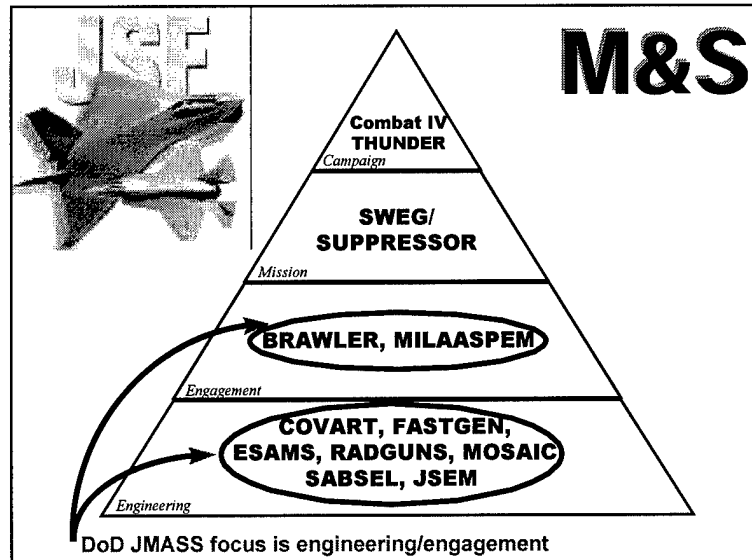 JSF
M&S
Combat IV
THUNDER
Campaign
SWEG/
SUPPRESSOR
Mission
BRAWLER, MILAASPEM
Engagement
COVART, FASTGEN,
ESAMS, RADGUNS, MOSAIC
SABSEL, JSEM
Engineering
DoD JMASS focus is engineering/engagement